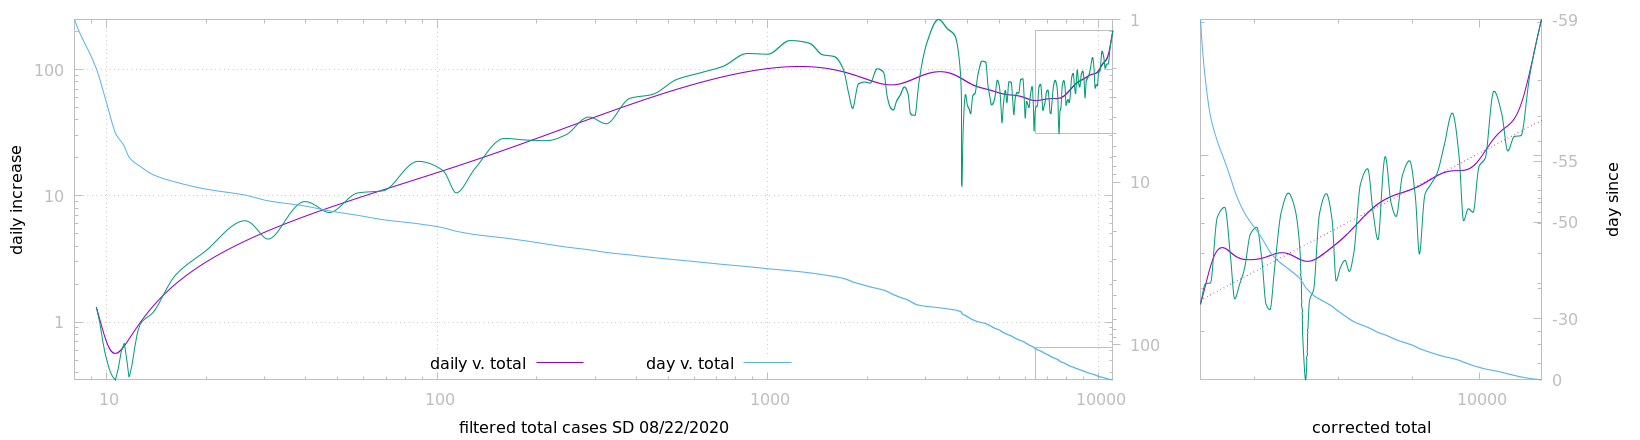 1
-59
100
daily increase
10
1
10
100
-55
-50
-30
0
day since
daily v. total
day v. total
10
100
1000
10000
10000
filtered total cases SD 08/22/2020
corrected total